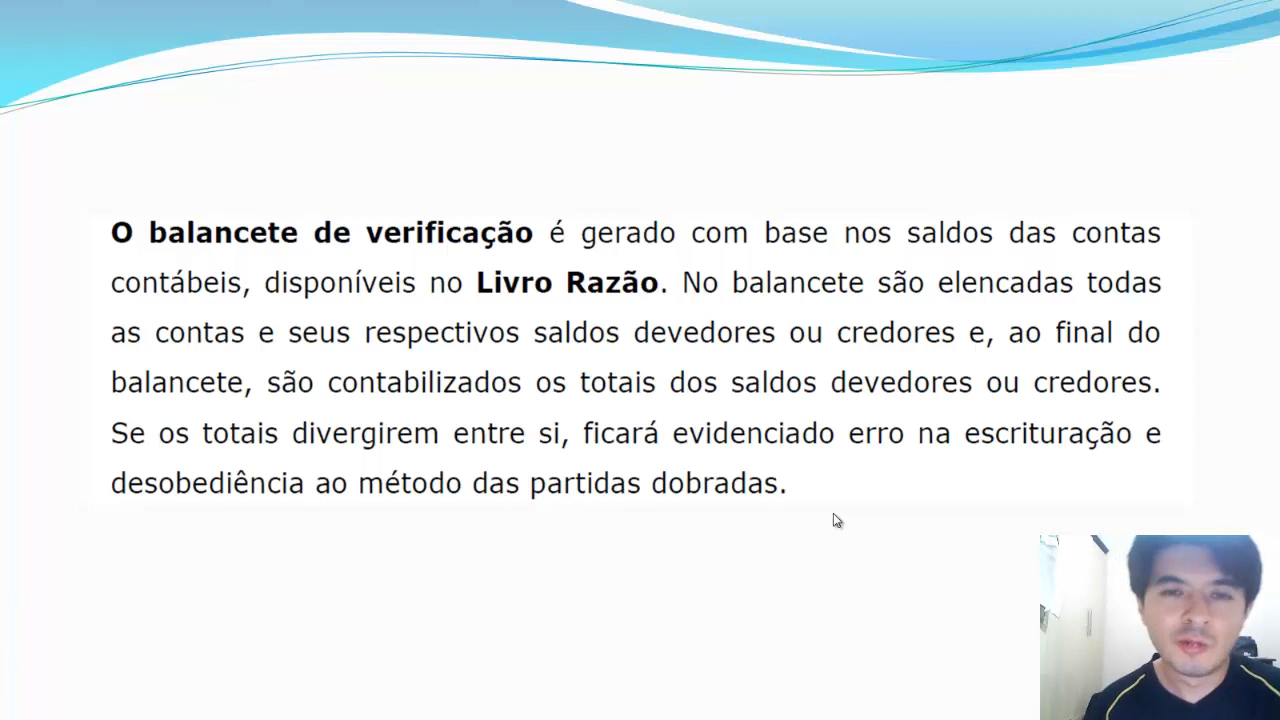 O balancete de verificação é gerado com base nos saldos das contas
contábeis, disponíveis no Livro Razão. No balancete são elencadas todas
as contas e seus respectivos saldos devedores ou credores e, ao final do
balancete, são contabilizados os totais dos saldos devedores ou credores.
Se os totais divergirem entre si, ficará evidenciado erro na escrituração e
desobediência ao método das partidas dobradas.